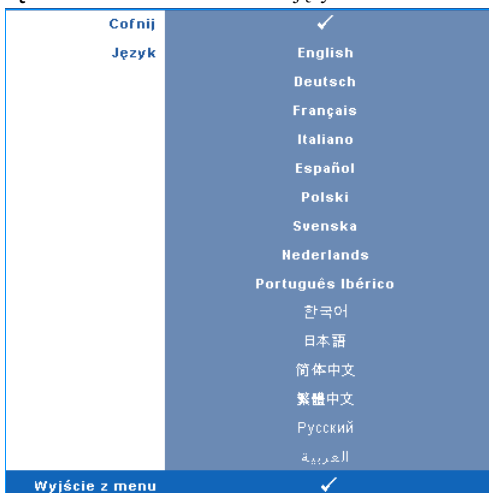 Cofnij ✓
Język English
Deutsch
Français
Italiano
Español
Polski
Svenska
Nederlands
Português Ibérico
한국어
日本語
简体中文
繁體中文
Русский
العربية
Wyjście z menu ✓